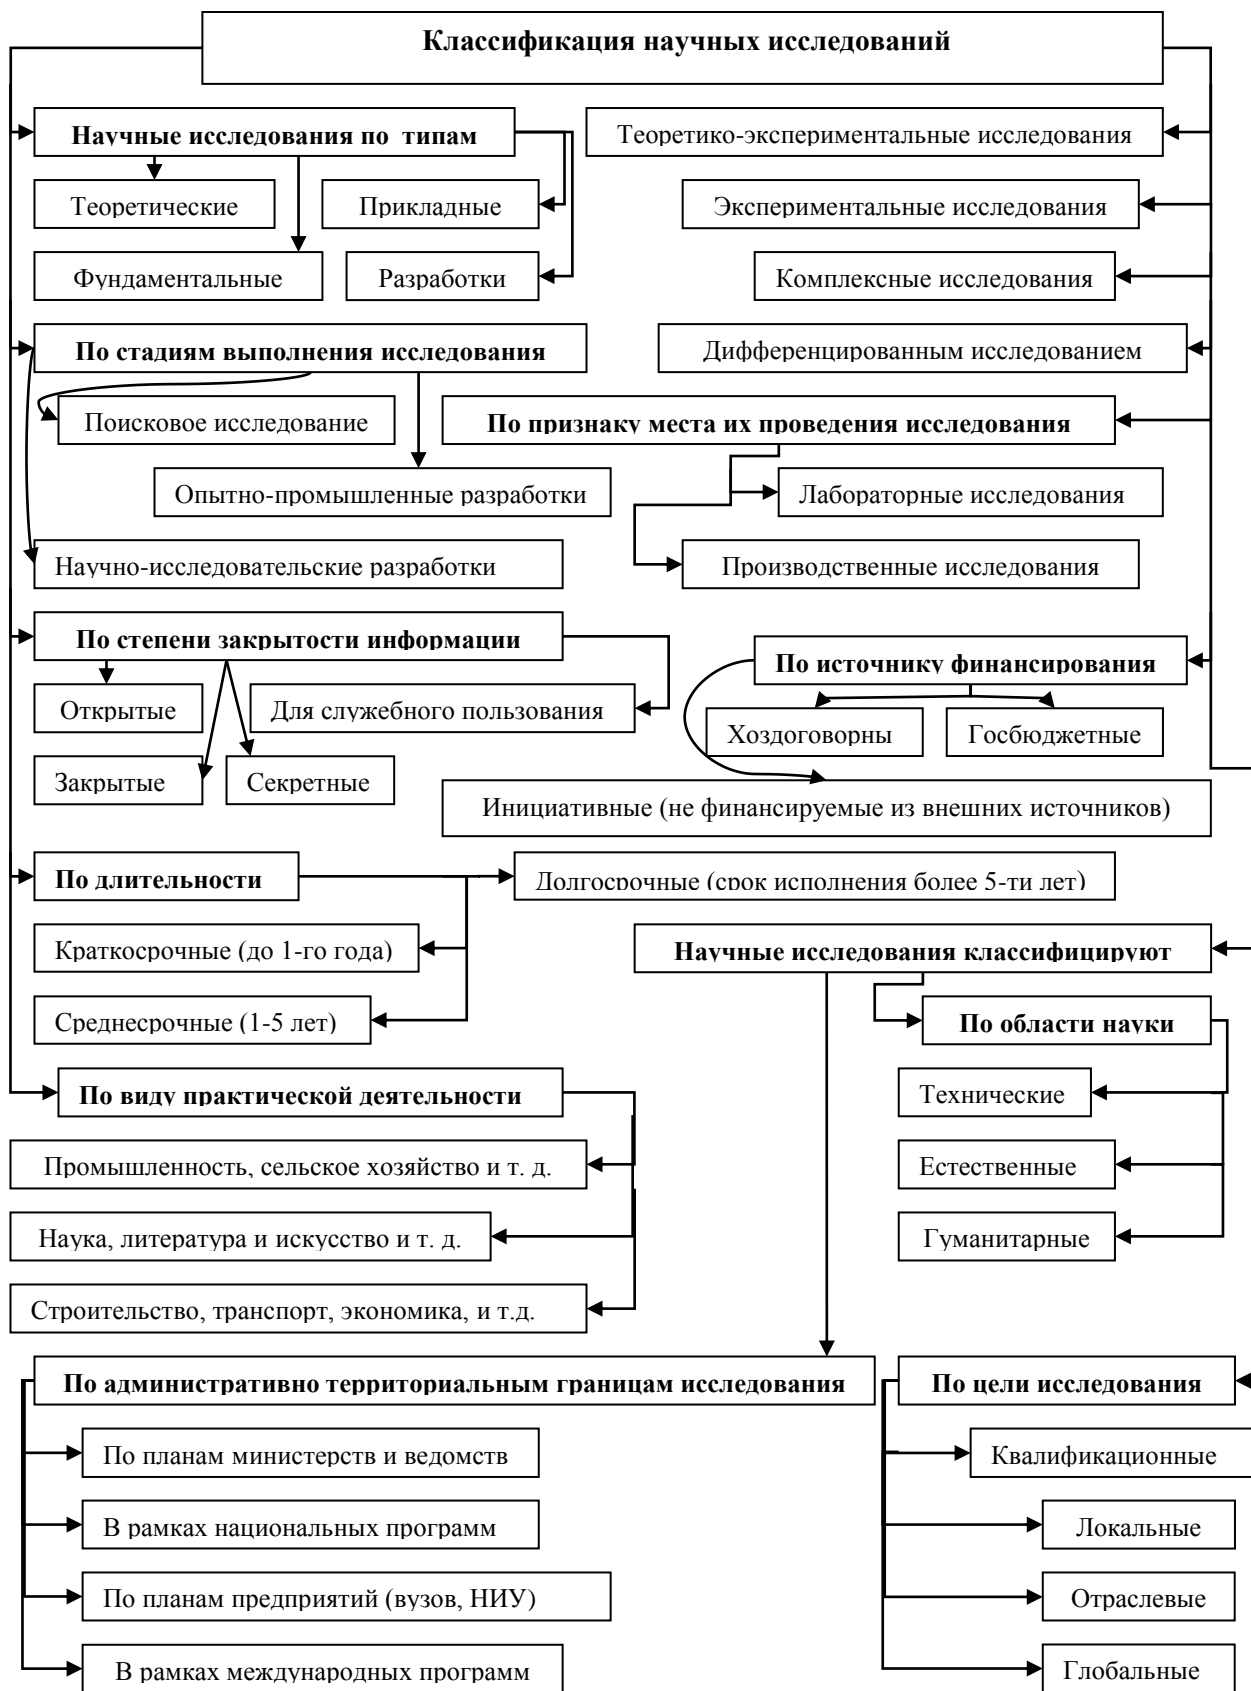 Классификация научных исследований
Научные исследования по типам
Теоретико-экспериментальные исследования
Теоретические
Прикладные
Экспериментальные исследования
Фундаментальные
Разработки
Комплексные исследования
По стадиям выполнения исследования
Дифференцированным исследованием
Поисковое исследование
По признаку места их проведения исследования
Опытно-промышленные разработки
Лабораторные исследования
Научно-исследовательские разработки
Производственные исследования
По степени закрытости информации
По источнику финансирования
Открытые
Для служебного пользования
Хоздоговорны
Госбюджетные
Закрытые
Секретные
Инициативные (не финансируемые из внешних источников)
По длительности
Долгосрочные (срок исполнения более 5-ти лет)
Краткосрочные (до 1-го года)
Научные исследования классифицируют
Среднесрочные (1-5 лет)
По области науки
По виду практической деятельности
Технические
Промышленность, сельское хозяйство и т. д.
Естественные
Наука, литература и искусство и т. д.
Гуманитарные
Строительство, транспорт, экономика, и т.д.
По административно территориальным границам исследования
По цели исследования
По планам министерств и ведомств
Квалификационные
В рамках национальных программ
Локальные
По планам предприятий (вузов, НИУ)
Отраслевые
В рамках международных программ
Глобальные